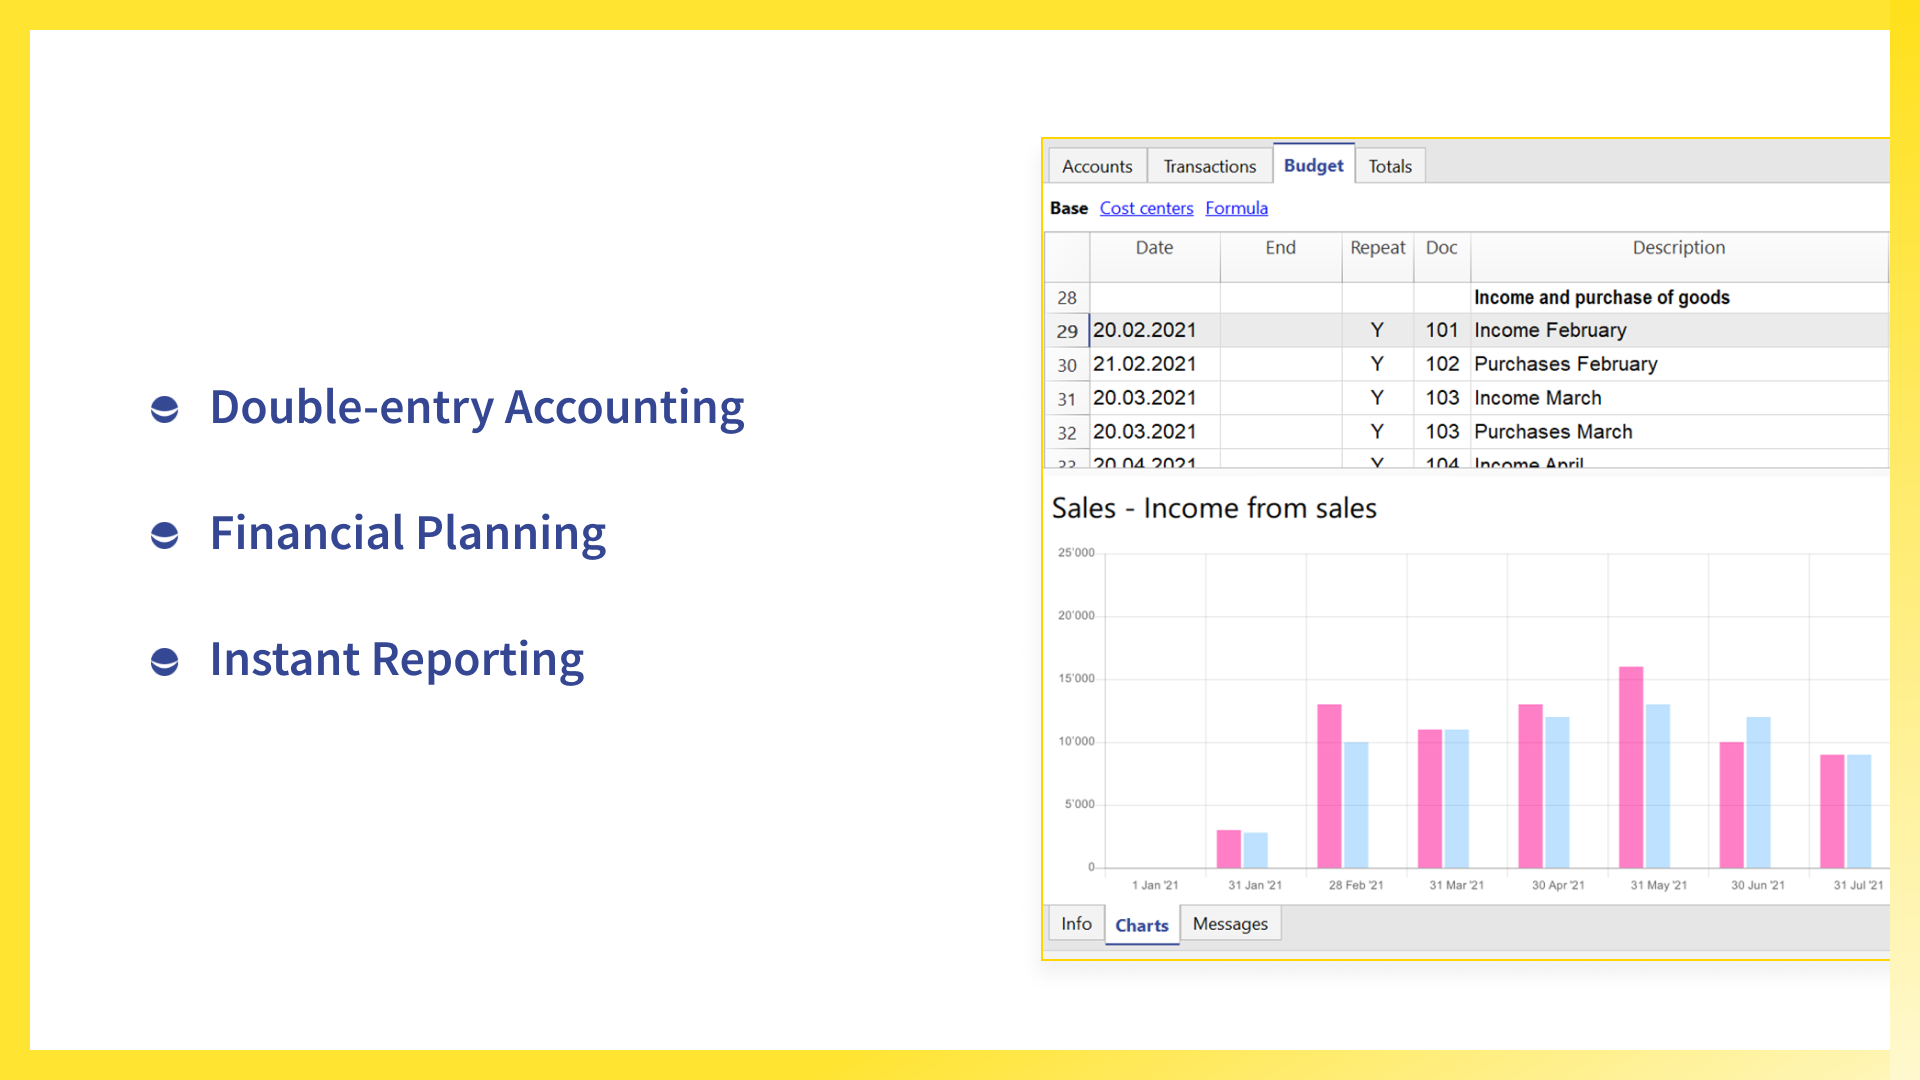 Double-entry Accounting
Financial Planning
Instant Reporting
Accounts Transactions Budget Totals
Base Cost centers Formula
Date End Repeat Doc Description
28 Income and purchase of goods
29 20.02.2021 Y 101 Income February
30 21.02.2021 Y 102 Purchases February
31 20.03.2021 Y 103 Income March
32 20.03.2021 Y 103 Purchases March
33 20.04.2021 Y 104 Income April
Sales - Income from sales
25'000
20'000
15'000
10'000
5'000
0
1 Jan '21 31 Jan '21 28 Feb '21 31 Mar '21 30 Apr '21 31 May '21 30 Jun '21 31 Jul '21
Info Charts Messages